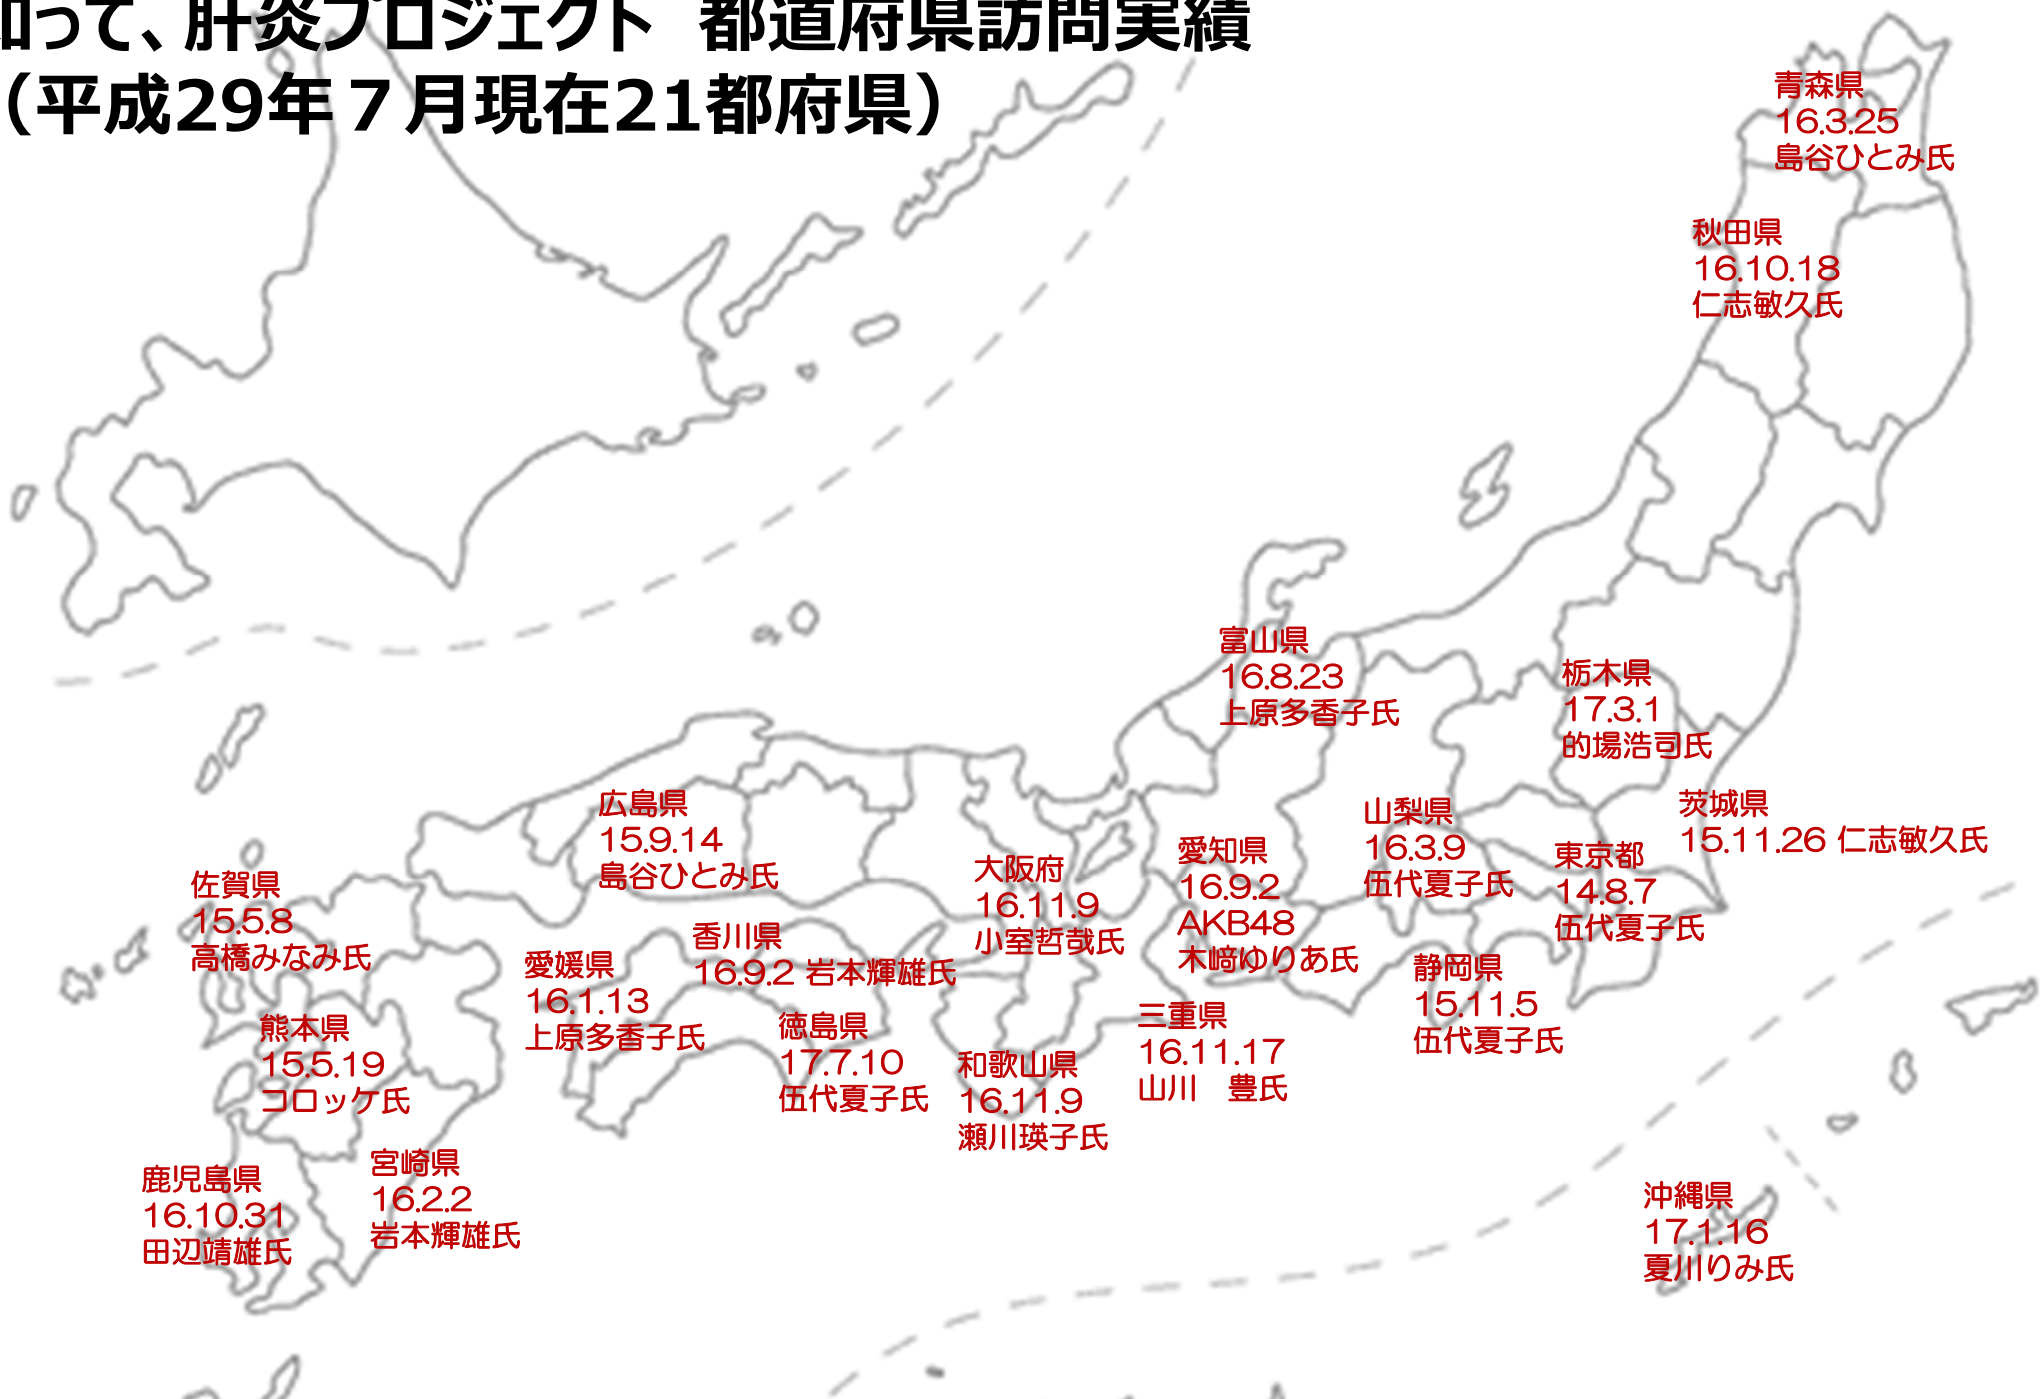 知って、肝炎プロジェクト 都道府県訪問実績
（平成29年７月現在21都府県）
青森県
16.3.25
島谷ひとみ氏
秋田県
16.10.18
仁志敏久氏
富山県
16.8.23
上原多香子氏
栃木県
17.3.1
的場浩司氏
広島県
15.9.14
島谷ひとみ氏
山梨県
16.3.9
伍代夏子氏
茨城県
15.11.26 仁志敏久氏
佐賀県
15.5.8
高橋みなみ氏
大阪府
16.11.9
小室哲哉氏
愛知県
16.9.2
AKB48
木﨑ゆりあ氏
東京都
14.8.7
伍代夏子氏
香川県
16.9.2 岩本輝雄氏
愛媛県
16.1.13
上原多香子氏
静岡県
15.11.5
伍代夏子氏
熊本県
15.5.19
コロッケ氏
徳島県
17.7.10
伍代夏子氏
和歌山県
16.11.9
瀬川瑛子氏
三重県
16.11.17
山川　豊氏
鹿児島県
16.10.31
田辺靖雄氏
宮崎県
16.2.2
岩本輝雄氏
沖縄県
17.1.16
夏川りみ氏